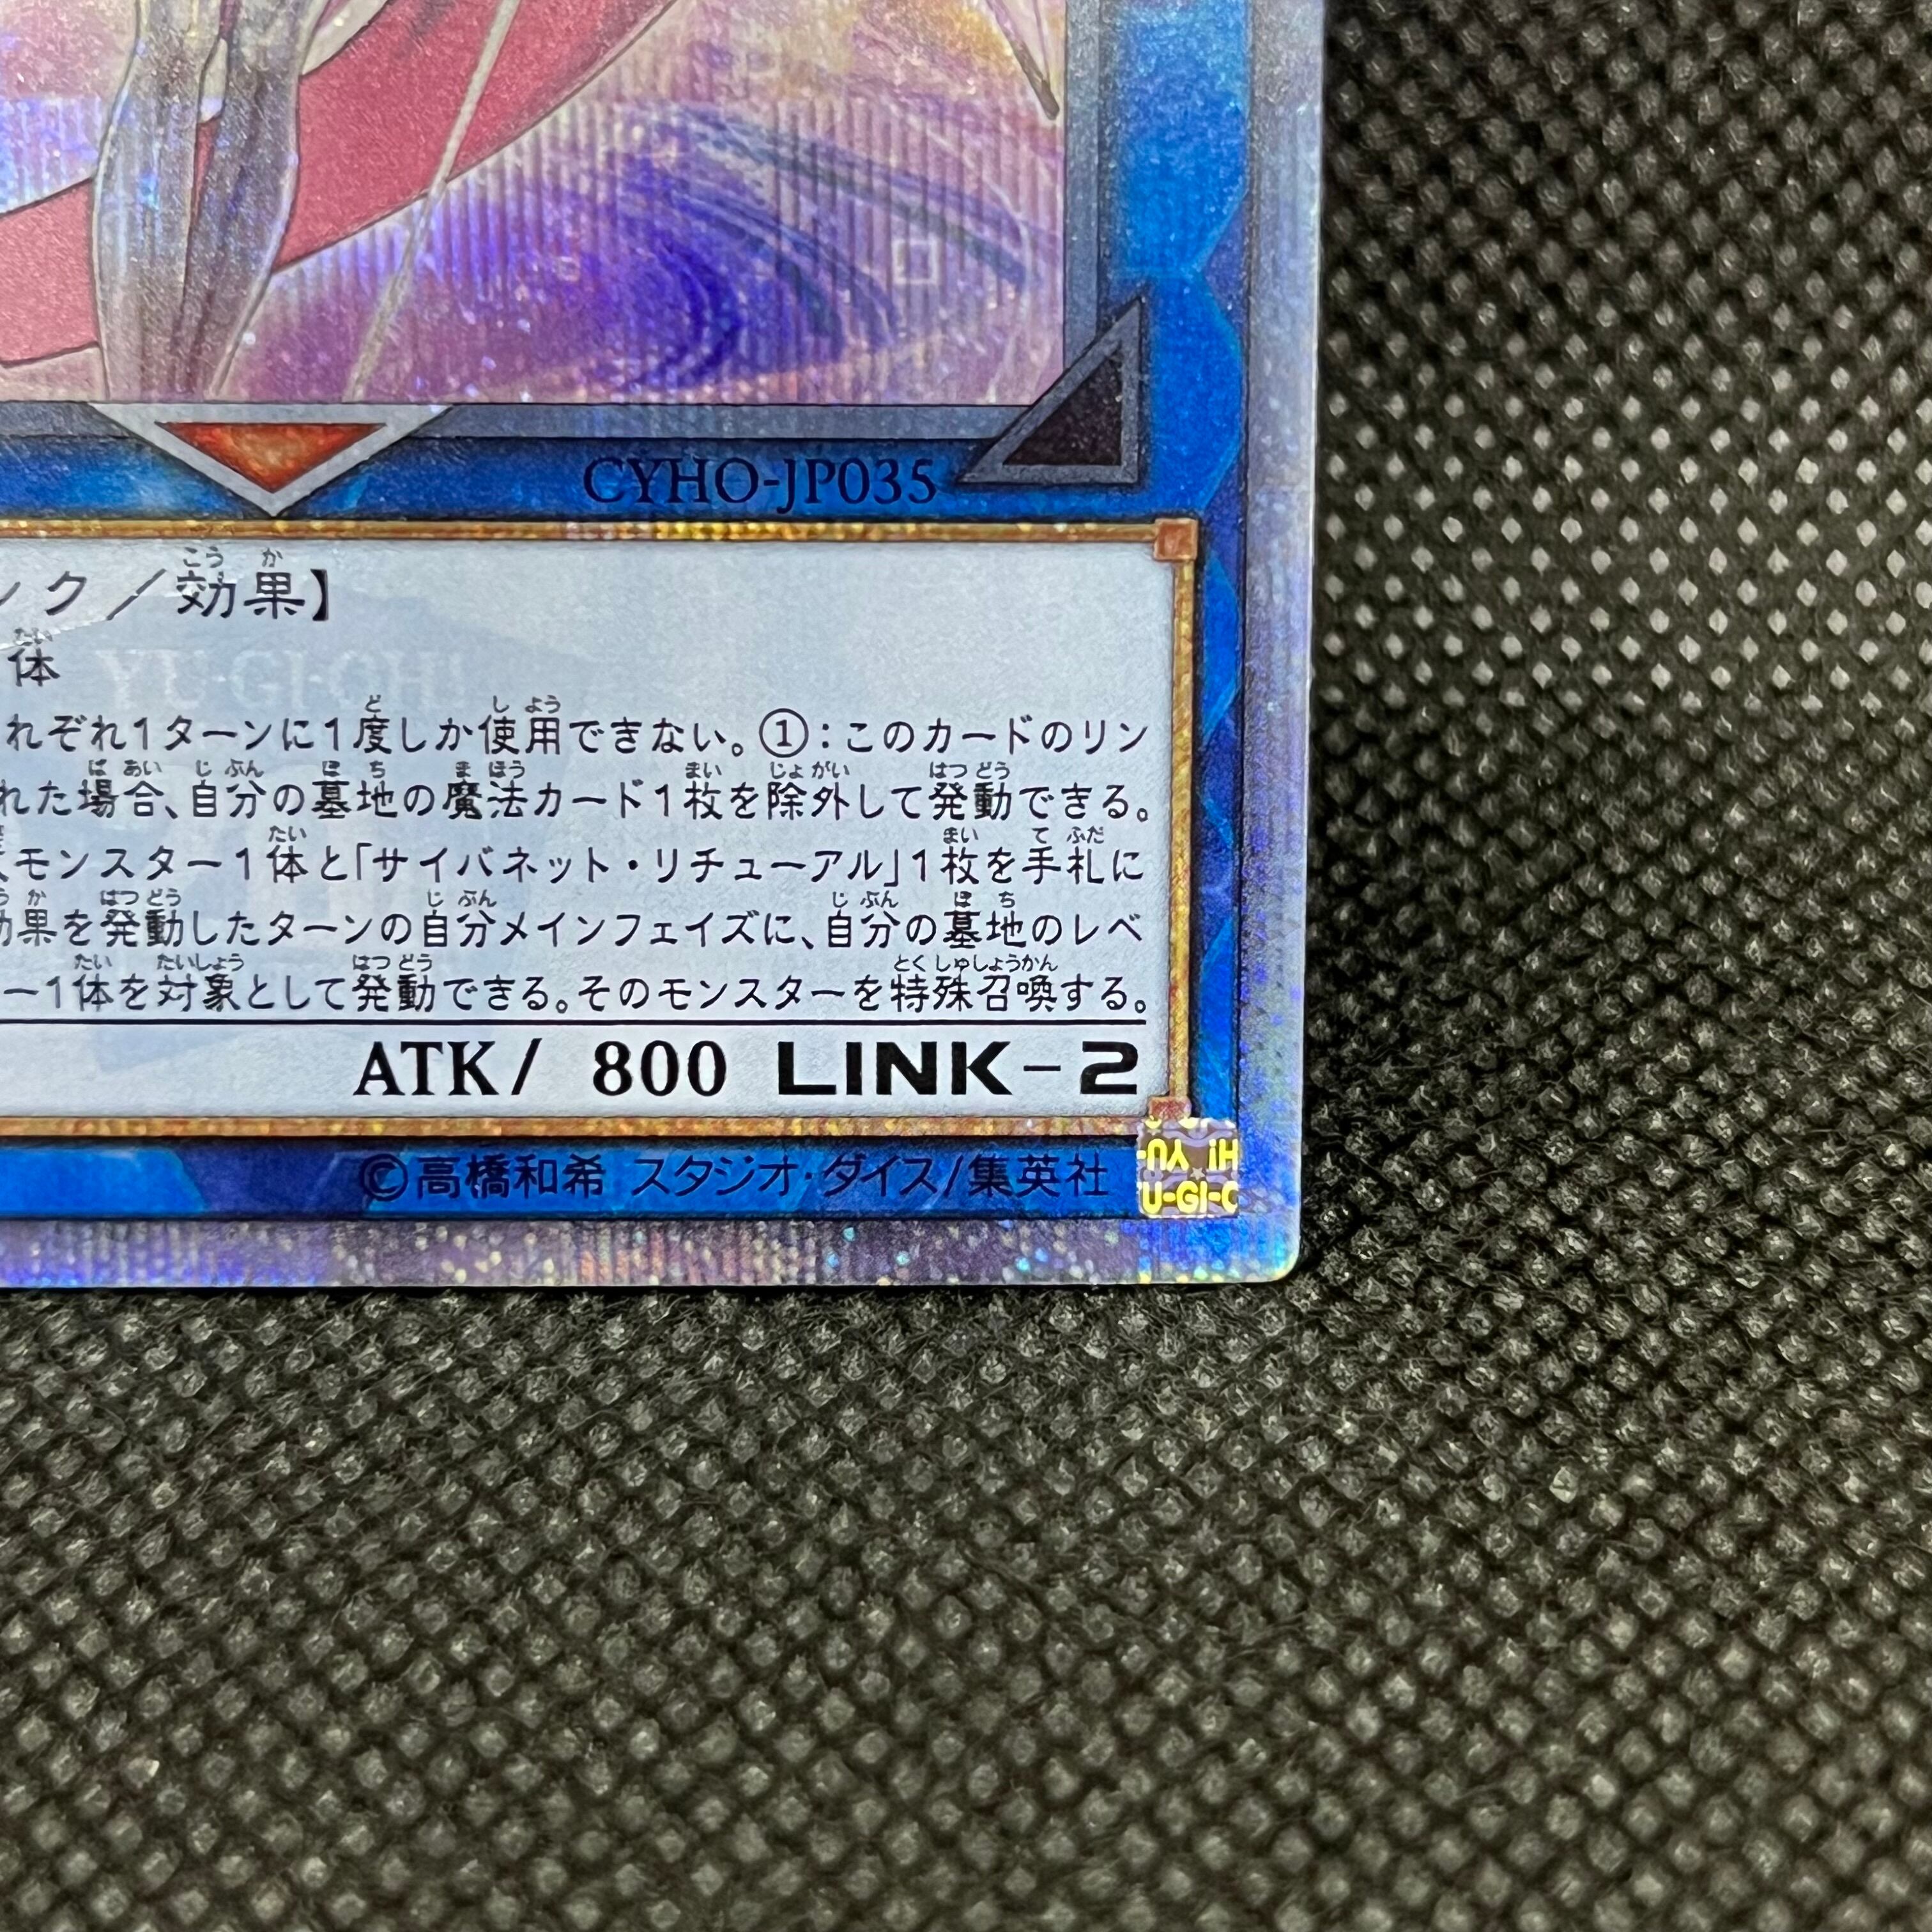 CYHO-JP035
ンク／効果】
体
YU-GI-OH!
れぞれ1ターンに1度しか使用できない。①：このカードのリン
れた場合、自分の墓地の魔法カード1枚を除外して発動できる。
モンスター1体と「サイバネット・リチューアル」1枚を手札に
効果を発動したターンの自分メインフェイズに、自分の墓地のレベ
ー1体を対象として発動できる。そのモンスターを特殊召喚する。
ATK/ 800 LINK-2
©高橋和希 スタジオ・ダイス/集英社
YU-GI-O